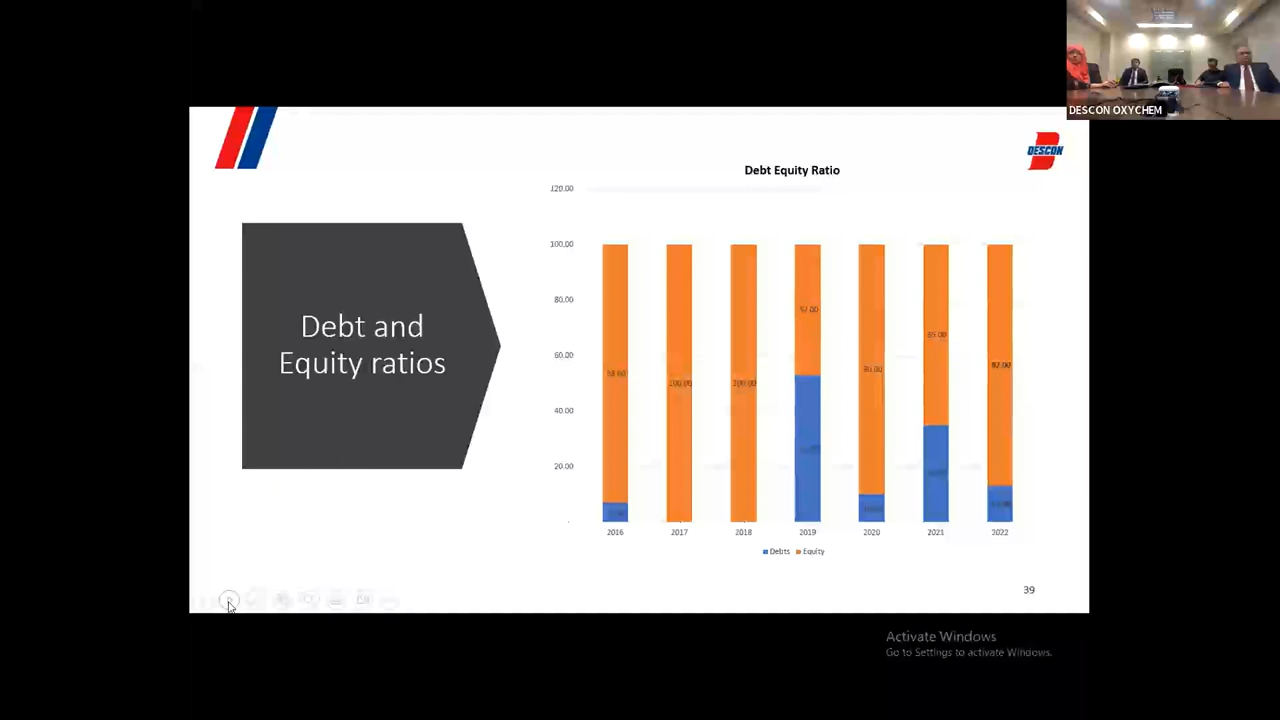 DESCON OXYCHEM
DESCON
Debt Equity Ratio
Debt and
Equity ratios
120.00
100.00
80.00
60.00
40.00
20.00
-
100.00
2016
2017
2018
2019
2020
2021
2022
Debts
Equity
39
Activate Windows
Go to Settings to activate Windows.